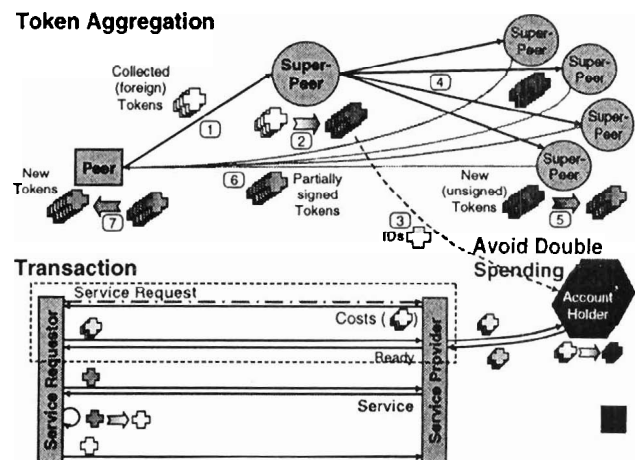 Token Aggregation
Collected
(foreign)
Tokens
1
Super-
Peer
2
Super-
Peer
4
Super-
Peer
Super-
Peer
Super-
Peer
Peer
New
Tokens
7
6
Partially
signed
Tokens
3
IDs
New
(unsigned)
Tokens
5
Avoid Double
Spending
Account
Holder
Transaction
Service Requestor
Service Request
Costs ( )
Ready
Service
Service Provider